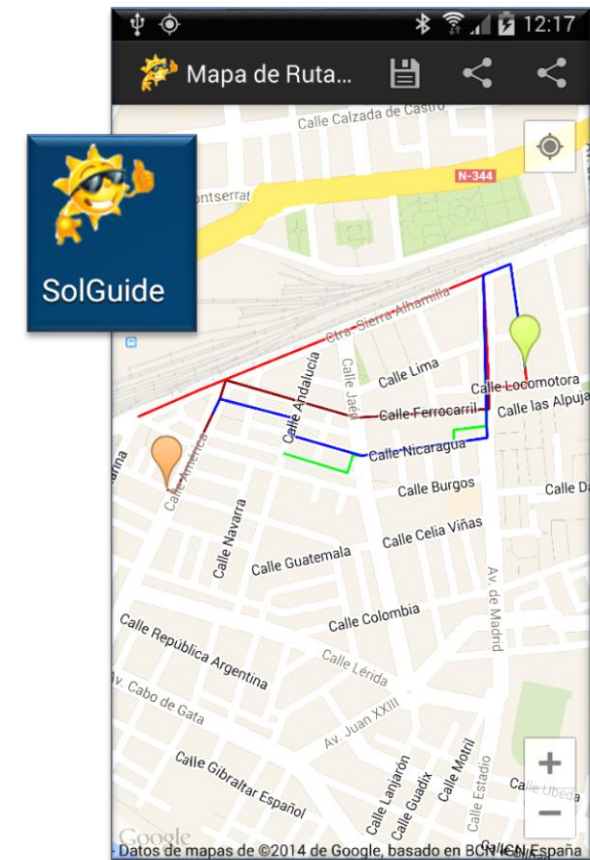 12:17
Mapa de Ruta...
Calle Calzada de Castro
N-344
ontserrat
SolGuide
Ctra-Sierra Alhamilla
Calle Andalucía
Calle Jaén
Calle Lima
Calle Locomotora
Calle Ferrocarril
Calle las Alpuja
Calle Nicaragua
arina
Calle América
Calle Burgos
Calle D
Calle Navarra
Calle Celia Viñas
Calle Guatemala
Av. de Madrid
Calle Colombia
Calle República Argentina
Calle Lérida
v. Cabo de Gata
Av. Juan XXIII
Calle Gibraltar Español
Calle Lanjarón
Calle Guadix
Calle Motril
Calle Estadio
Calle Úbeda
Google
Datos de mapas de ©2014 de Google, basado en BCN IGN España